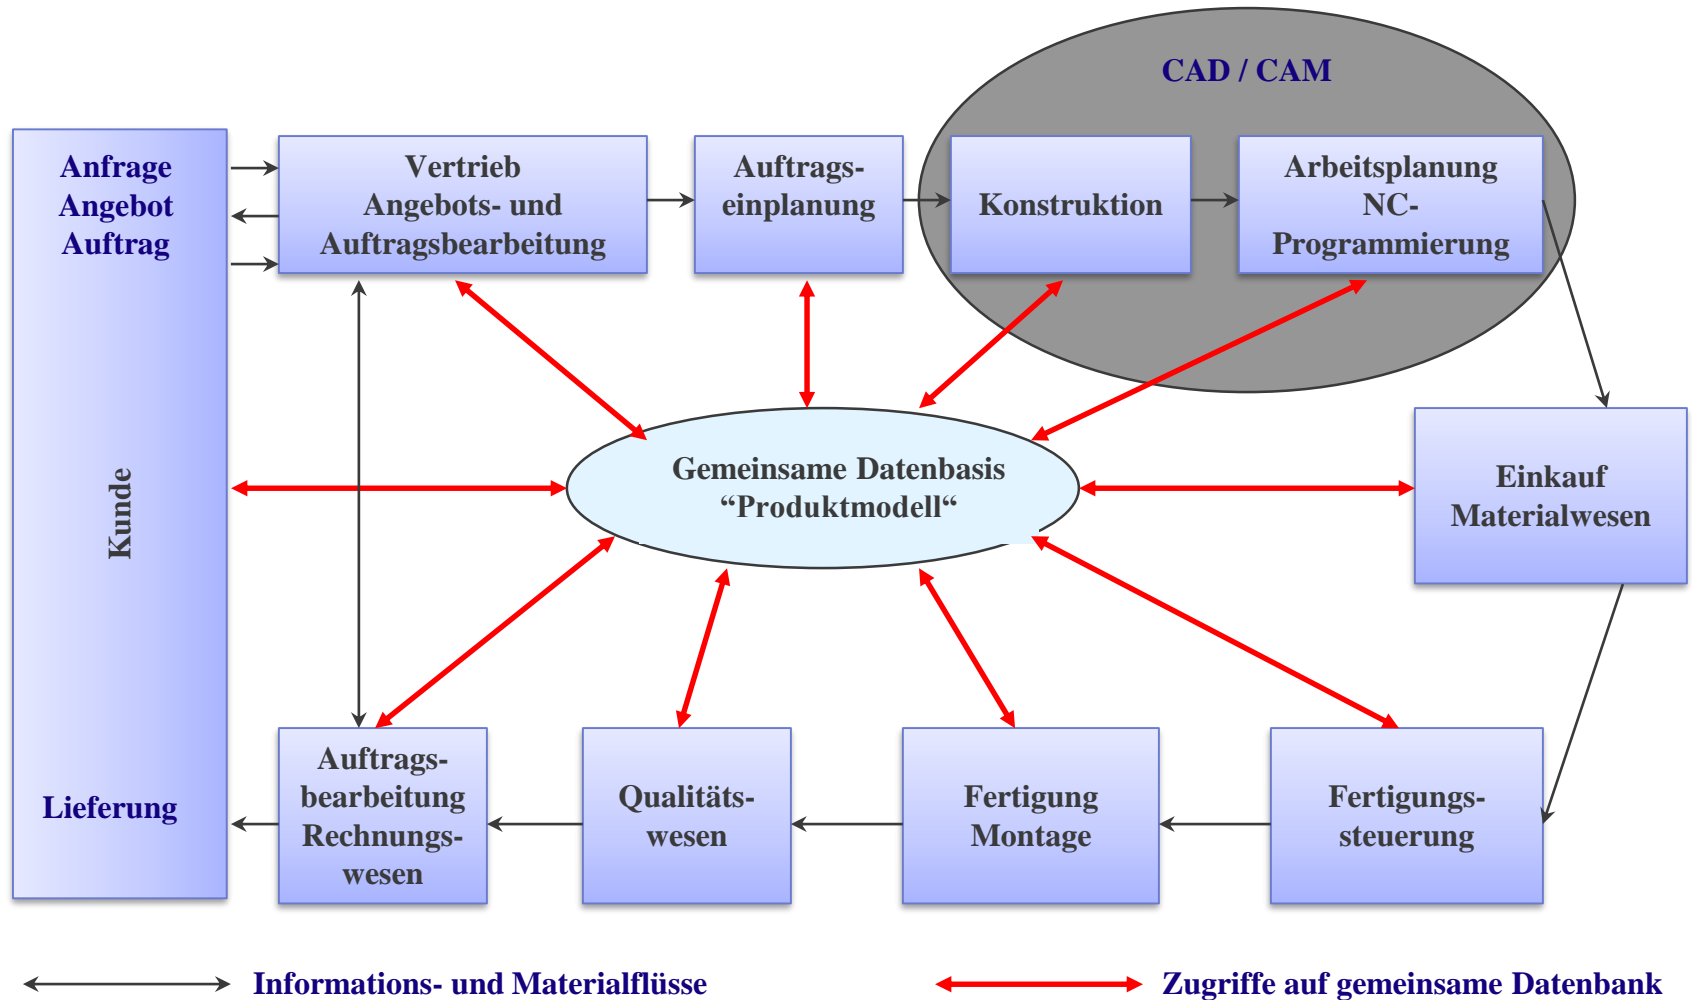 CAD / CAM
Anfrage
Angebot
Auftrag
Kunde
Lieferung
Vertrieb
Angebots- und
Auftragsbearbeitung
Auftrags-
einplanung
Konstruktion
Arbeitsplanung
NC-
Programmierung
Gemeinsame Datenbasis
“Produktmodell“
Einkauf
Materialwesen
Auftrags-
bearbeitung
Rechnungs-
wesen
Qualitäts-
wesen
Fertigung
Montage
Fertigungs-
steuerung
Informations- und Materialflüsse
Zugriffe auf gemeinsame Datenbank